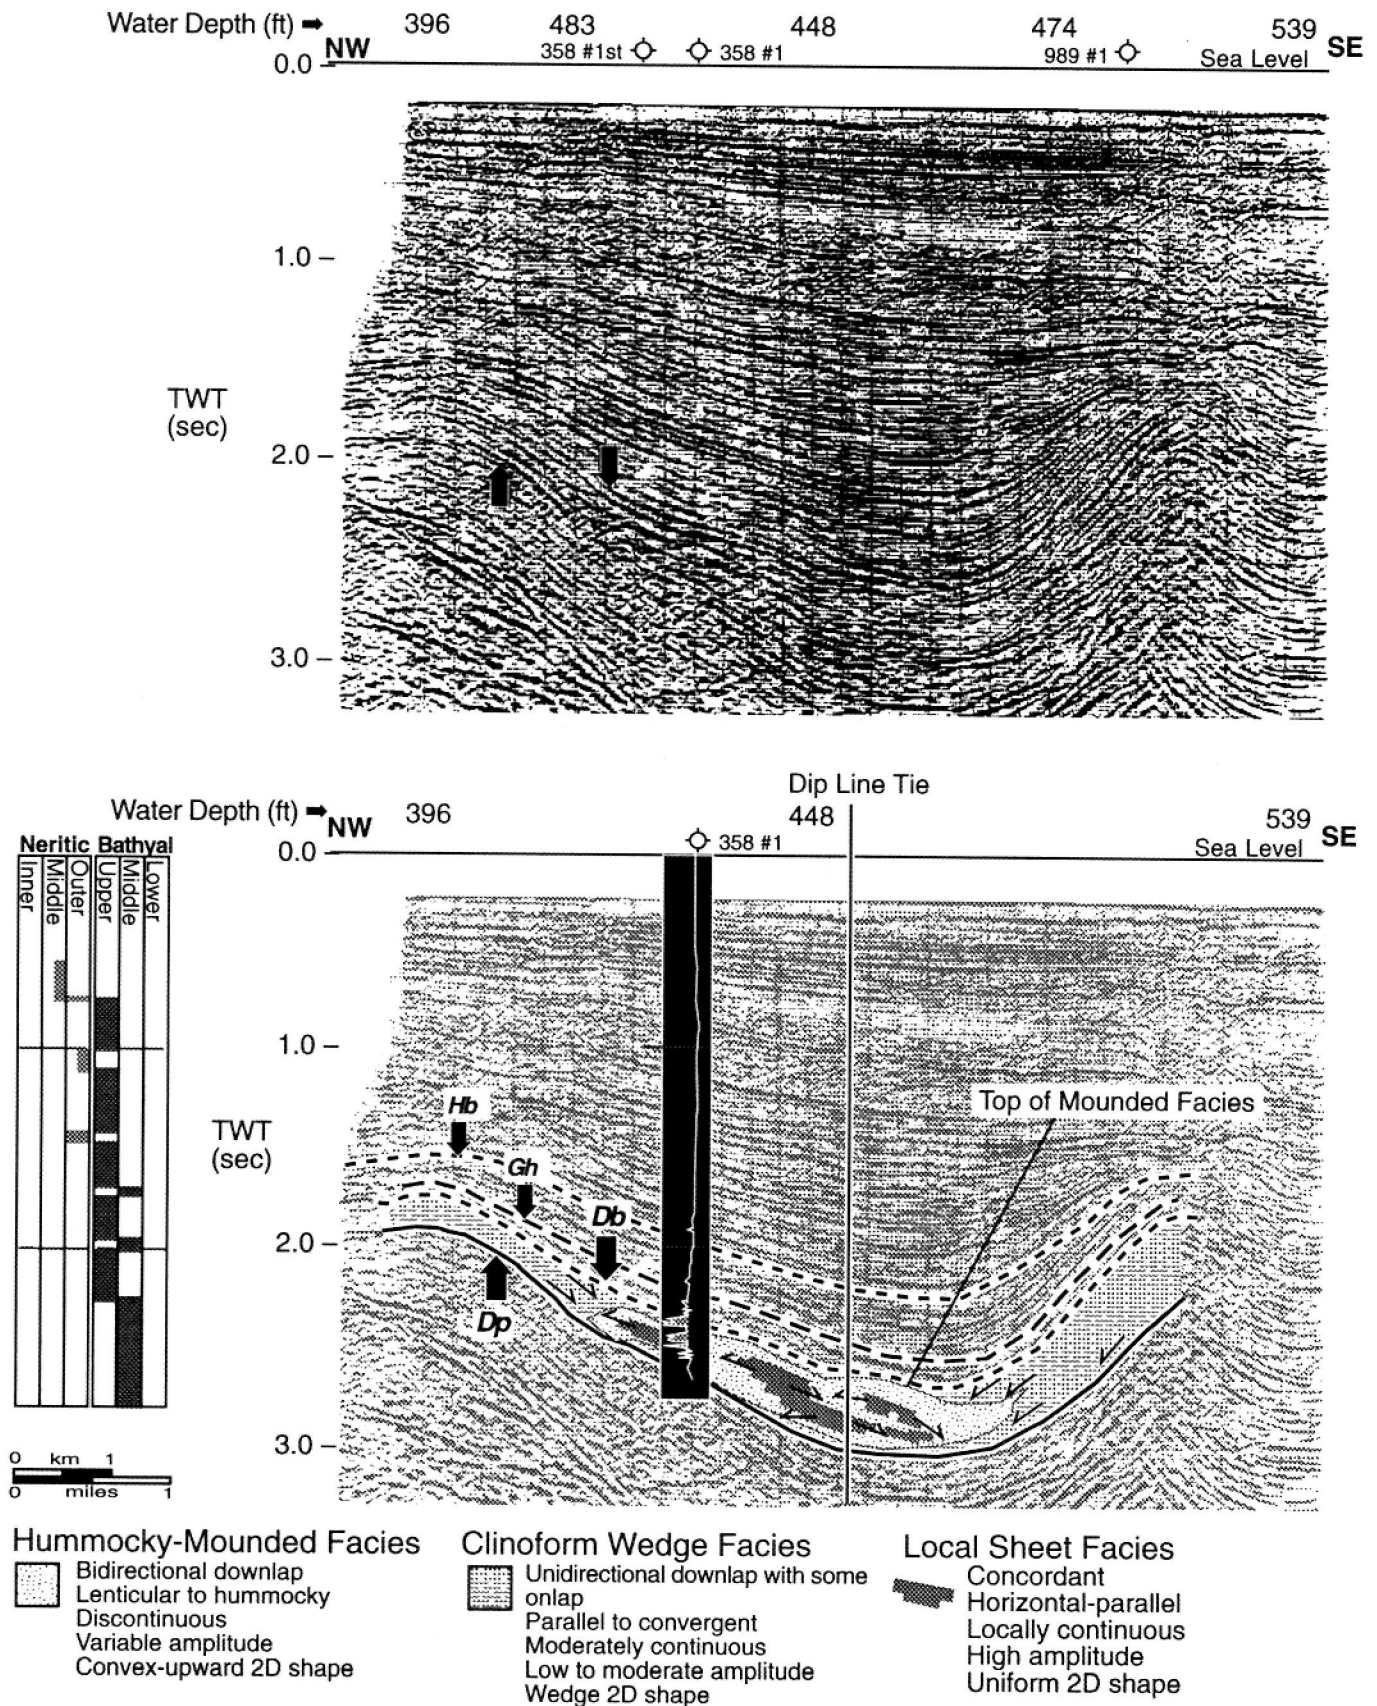 Water Depth (ft) ➡ 396 483 448 474 539
NW 358 #1st 358 #1 989 #1 Sea Level SE
0.0
1.0
TWT
(sec)
2.0
3.0
Dip Line Tie
Water Depth (ft) ➡ 396 448 539
NW 358 #1 Sea Level SE
0.0
Neritic Bathyal
Inner Middle Outer Upper Middle Lower
1.0
Top of Mounded Facies
Hb
TWT
(sec)
Gh
Db
2.0
Dp
3.0
0 km 1
0 miles 1
Hummocky-Mounded Facies
Bidirectional downlap
Lenticular to hummocky
Discontinuous
Variable amplitude
Convex-upward 2D shape
Clinoform Wedge Facies
Unidirectional downlap with some
onlap
Parallel to convergent
Moderately continuous
Low to moderate amplitude
Wedge 2D shape
Local Sheet Facies
Concordant
Horizontal-parallel
Locally continuous
High amplitude
Uniform 2D shape